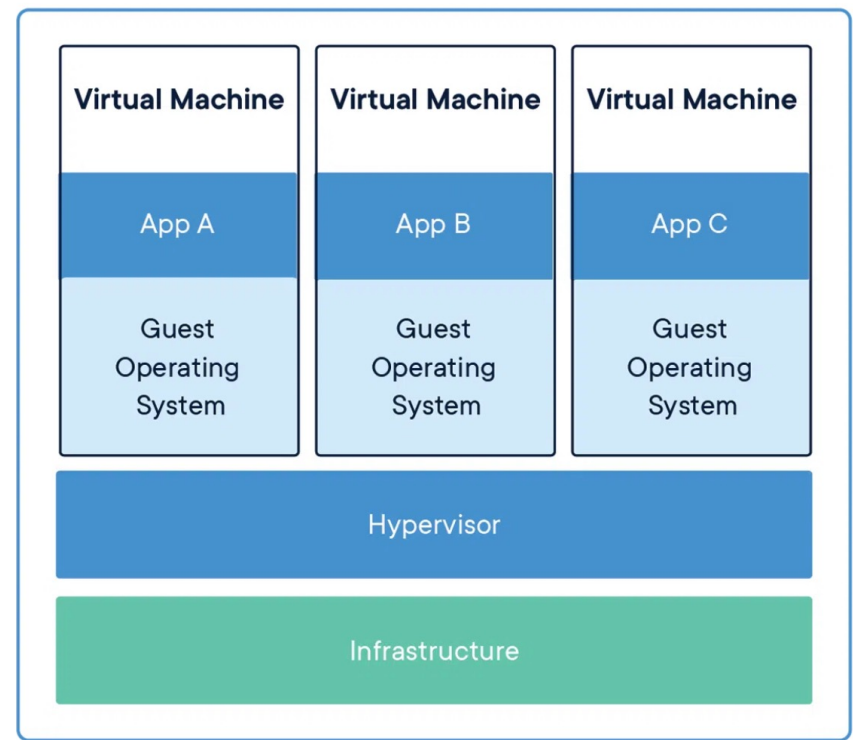 Virtual Machine
Virtual Machine
Virtual Machine
App A
App B
App C
Guest
Operating
System
Guest
Operating
System
Guest
Operating
System
Hypervisor
Infrastructure